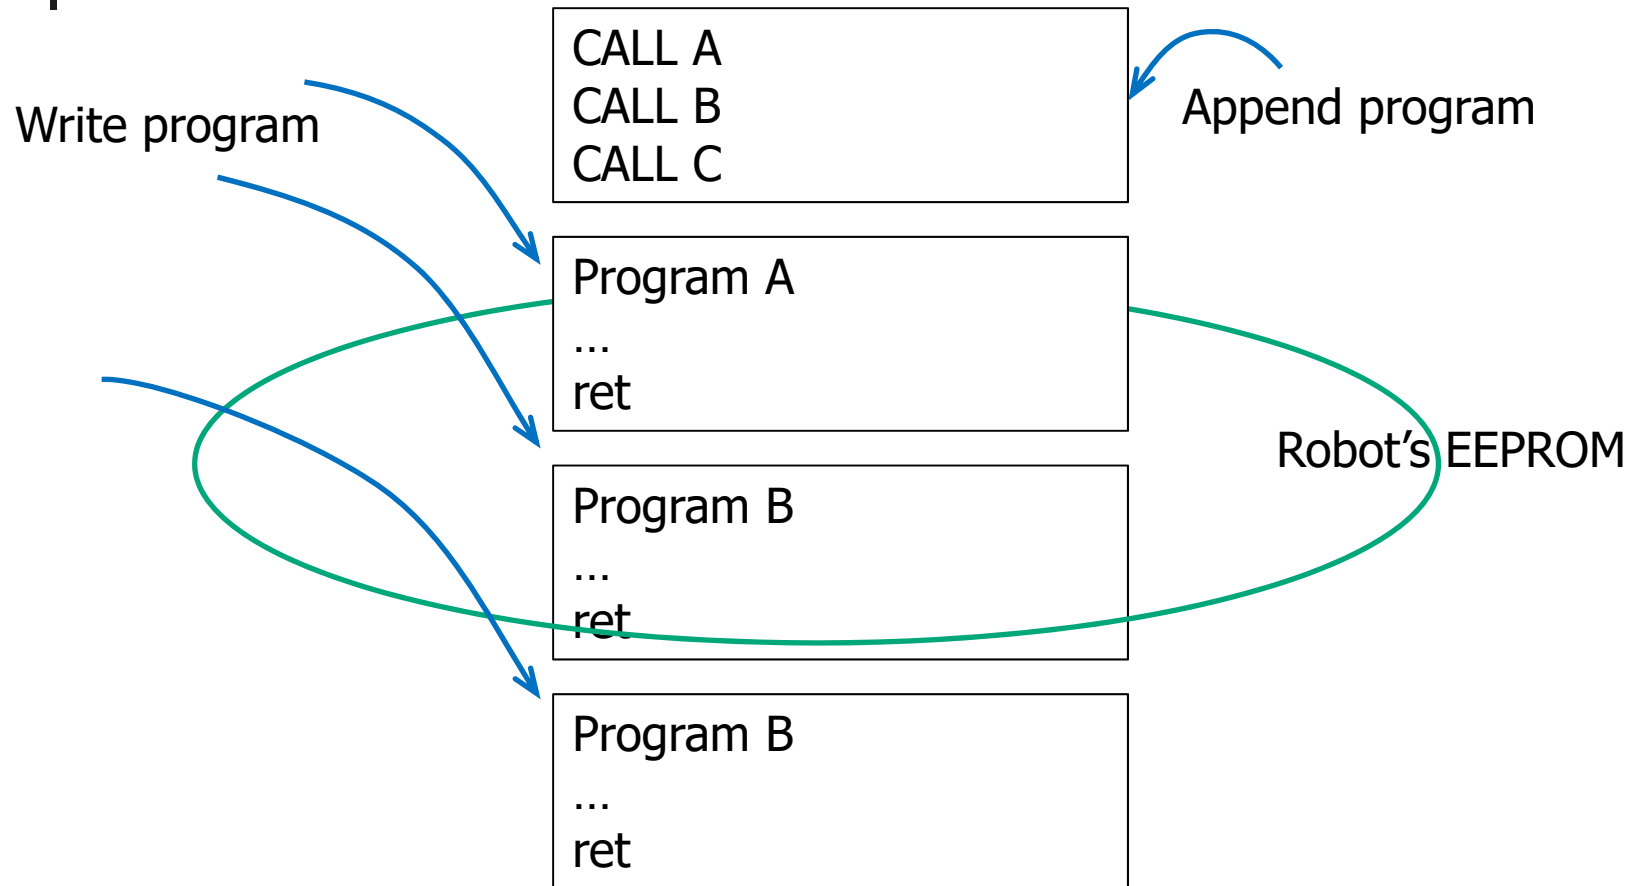 CALL A
CALL B
CALL C
Write program
Append program
Program A
...
ret
Robot’s EEPROM
Program B
...
ret
Program B
...
ret